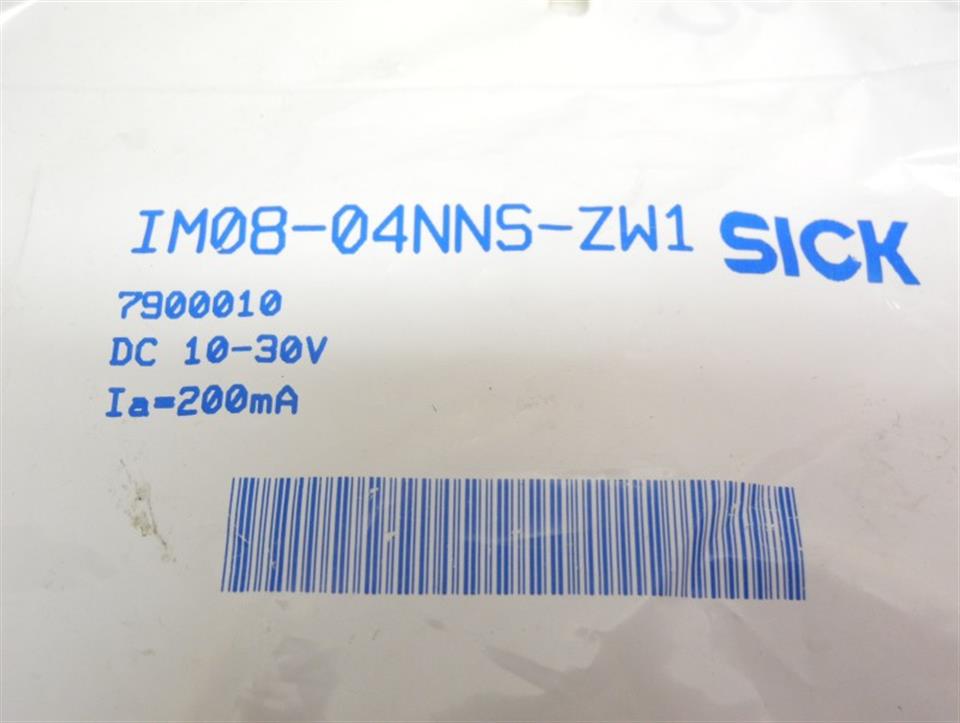 IM08-04NNS-ZW1 SICK
7900010
DC 10-30V
Ia=200mA